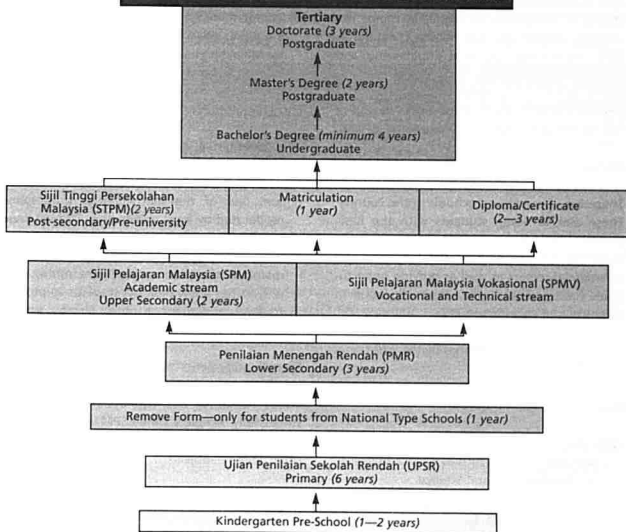 Tertiary
Doctorate (3 years)
Postgraduate
Master's Degree (2 years)
Postgraduate
Bachelor's Degree (minimum 4 years)
Undergraduate
Sijil Tinggi Persekolahan
Malaysia (STPM)(2 years)
Post-secondary/Pre-university
Matriculation
(1 year)
Diploma/Certificate
(2—3 years)
Sijil Pelajaran Malaysia (SPM)
Academic stream
Upper Secondary (2 years)
Sijil Pelajaran Malaysia Vokasional (SPMV)
Vocational and Technical stream
Penilaian Menengah Rendah (PMR)
Lower Secondary (3 years)
Remove Form—only for students from National Type Schools (1 year)
Ujian Penilaian Sekolah Rendah (UPSR)
Primary (6 years)
Kindergarten Pre-School (1—2 years)